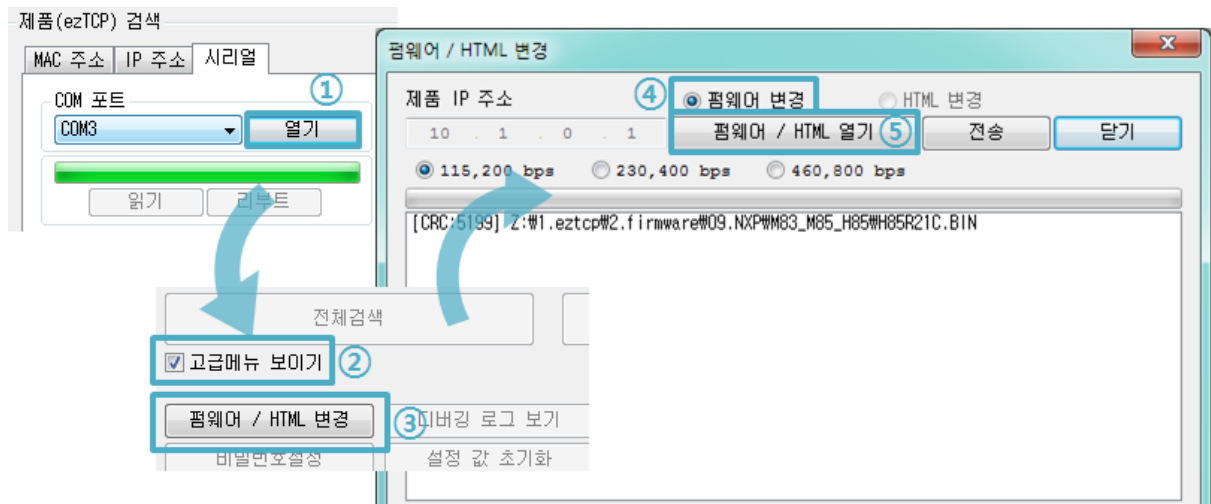 제품(ezTCP) 검색
MAC 주소 IP 주소 시리얼
COM 포트 ①
COM3 열기
읽기 리부트
펌웨어 / HTML 변경 x
제품 IP 주소 ④ 펌웨어 변경 HTML 변경
10 . 1 . 0 . 1 펌웨어 / HTML 열기 ⑤ 전송 닫기
115,200 bps 230,400 bps 460,800 bps
[CRC:5199] Z:₩1.eztcp₩2.firmware₩09.NXP₩M83_M85_H85₩H85R21C.BIN
전체검색
고급메뉴 보이기 ②
펌웨어 / HTML 변경 ③ 디버깅 로그 보기
비밀번호설정 설정 값 초기화